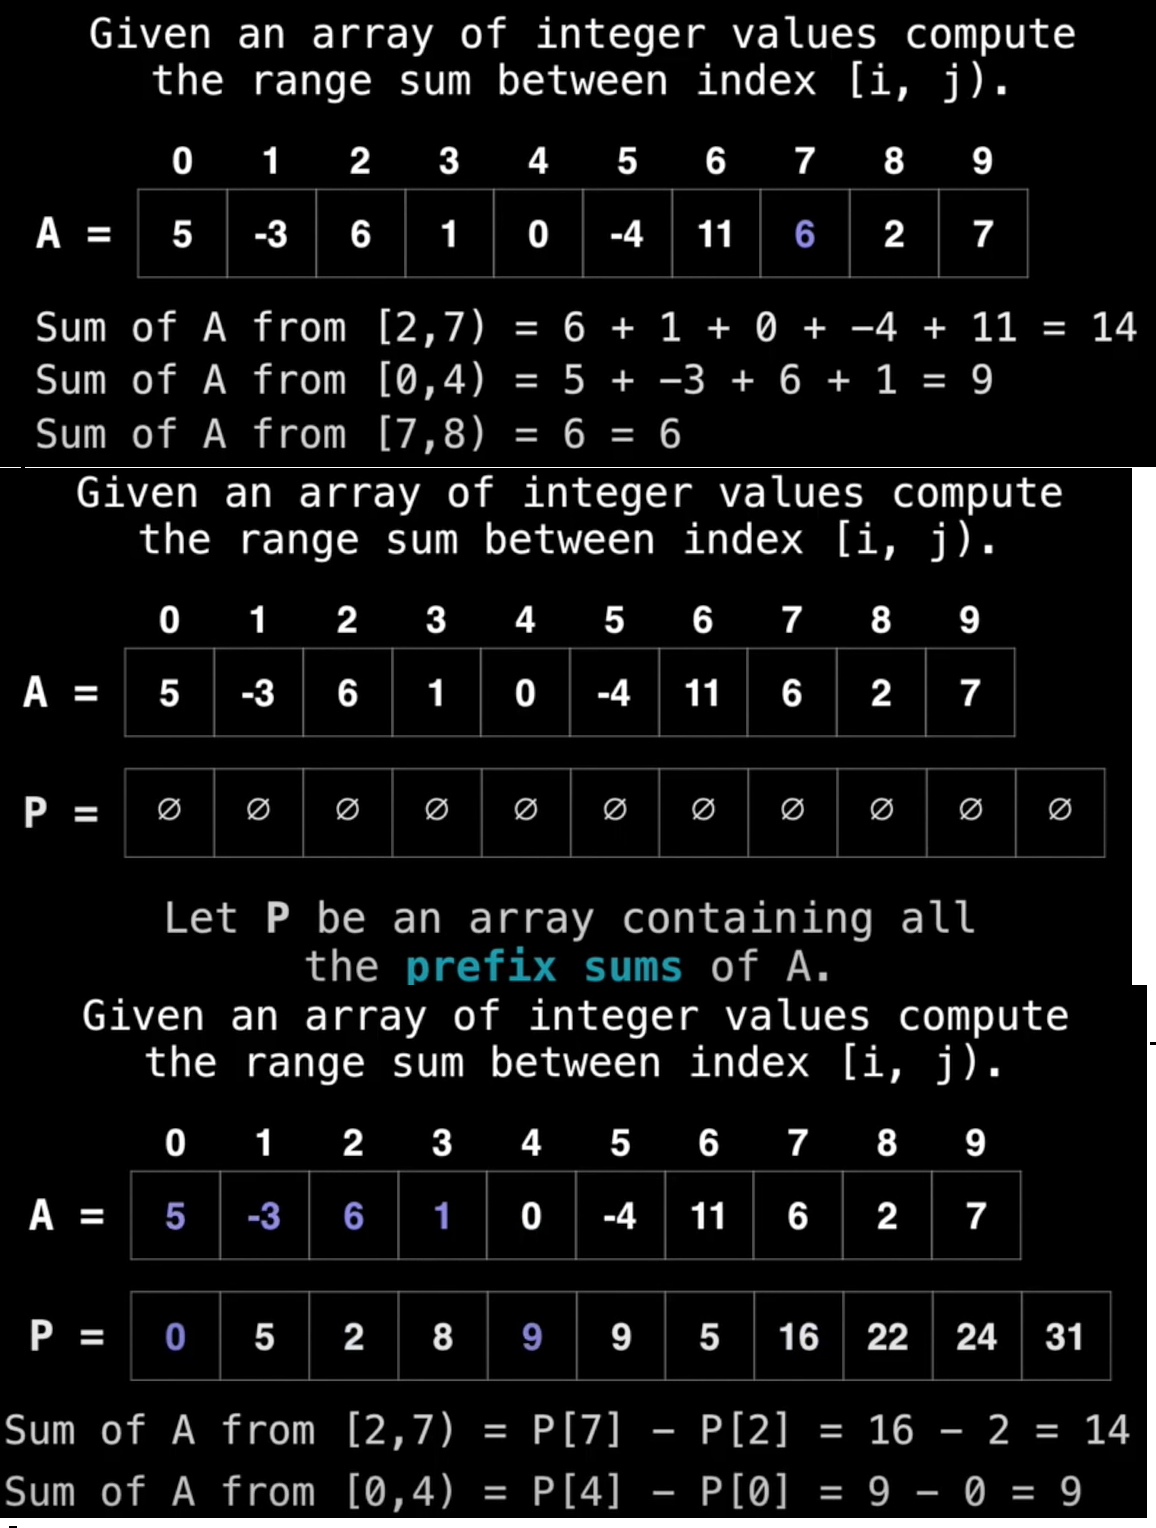 Given an array of integer values compute
the range sum between index [i, j).
0 1 2 3 4 5 6 7 8 9
A = 5 -3 6 1 0 -4 11 6 2 7
Sum of A from [2,7) = 6 + 1 + 0 + −4 + 11 = 14
Sum of A from [0,4) = 5 + −3 + 6 + 1 = 9
Sum of A from [7,8) = 6 = 6
Given an array of integer values compute
the range sum between index [i, j).
0 1 2 3 4 5 6 7 8 9
A = 5 -3 6 1 0 -4 11 6 2 7
P = ∅ ∅ ∅ ∅ ∅ ∅ ∅ ∅ ∅ ∅ ∅
Let P be an array containing all
the prefix sums of A.
Given an array of integer values compute
the range sum between index [i, j).
0 1 2 3 4 5 6 7 8 9
A = 5 -3 6 1 0 -4 11 6 2 7
P = 0 5 2 8 9 9 5 16 22 24 31
Sum of A from [2,7) = P[7] − P[2] = 16 − 2 = 14
Sum of A from [0,4) = P[4] − P[0] = 9 − 0 = 9